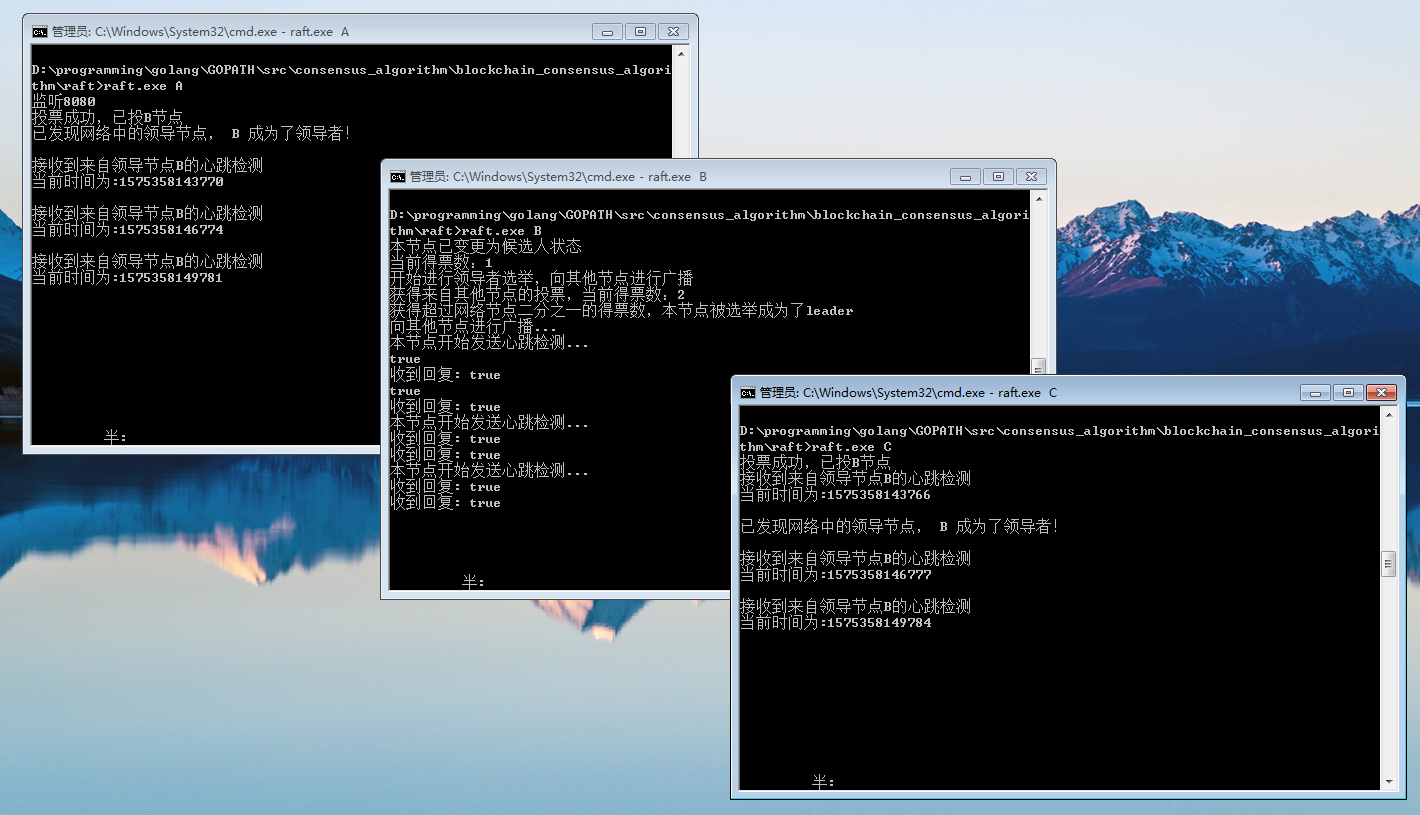 管理员: C:\Windows\System32\cmd.exe - raft.exe A
D:\programming\golang\GOPATH\src\consensus_algorithm\blockchain_consensus_algori
thm\raft>raft.exe A
监听8080
投票成功，已投B节点
已发现网络中的领导节点， B 成为了领导者！
接收到来自领导节点B的心跳检测
当前时间为:1575358143770
接收到来自领导节点B的心跳检测
当前时间为:1575358146774
接收到来自领导节点B的心跳检测
当前时间为:1575358149781
半：
管理员: C:\Windows\System32\cmd.exe - raft.exe B
D:\programming\golang\GOPATH\src\consensus_algorithm\blockchain_consensus_algori
thm\raft>raft.exe B
本节点已变更为候选人状态
当前得票数：1
开始进行领导者选举，向其他节点进行广播
获得来自其他节点的投票，当前得票数：2
获得超过网络节点二分之一的得票数，本节点被选举成为了leader
向其他节点进行广播...
本节点开始发送心跳检测...
true
收到回复: true
true
收到回复: true
本节点开始发送心跳检测...
收到回复: true
收到回复: true
本节点开始发送心跳检测...
收到回复: true
收到回复: true
半：
管理员: C:\Windows\System32\cmd.exe - raft.exe C
D:\programming\golang\GOPATH\src\consensus_algorithm\blockchain_consensus_algori
thm\raft>raft.exe C
投票成功，已投B节点
接收到来自领导节点B的心跳检测
当前时间为:1575358143766
已发现网络中的领导节点， B 成为了领导者！
接收到来自领导节点B的心跳检测
当前时间为:1575358146777
接收到来自领导节点B的心跳检测
当前时间为:1575358149784
半：